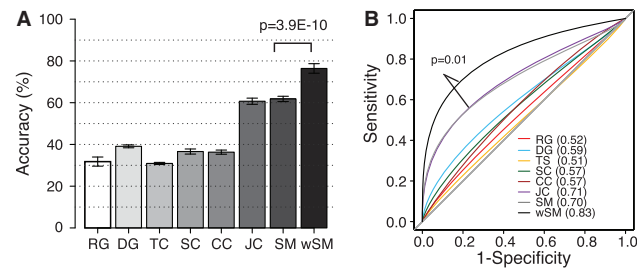 A
p=3.9E-10
Accuracy (%)
100
80
60
40
20
0
RG DG TC SC CC JC SM wSM
B
Sensitivity
1.0
0.8
0.6
0.4
0.2
0.0
p=0.01
RG (0.52)
DG (0.59)
TS (0.51)
SC (0.57)
CC (0.57)
JC (0.71)
SM (0.70)
wSM (0.83)
0.0 0.2 0.4 0.6 0.8 1.0
1-Specificity